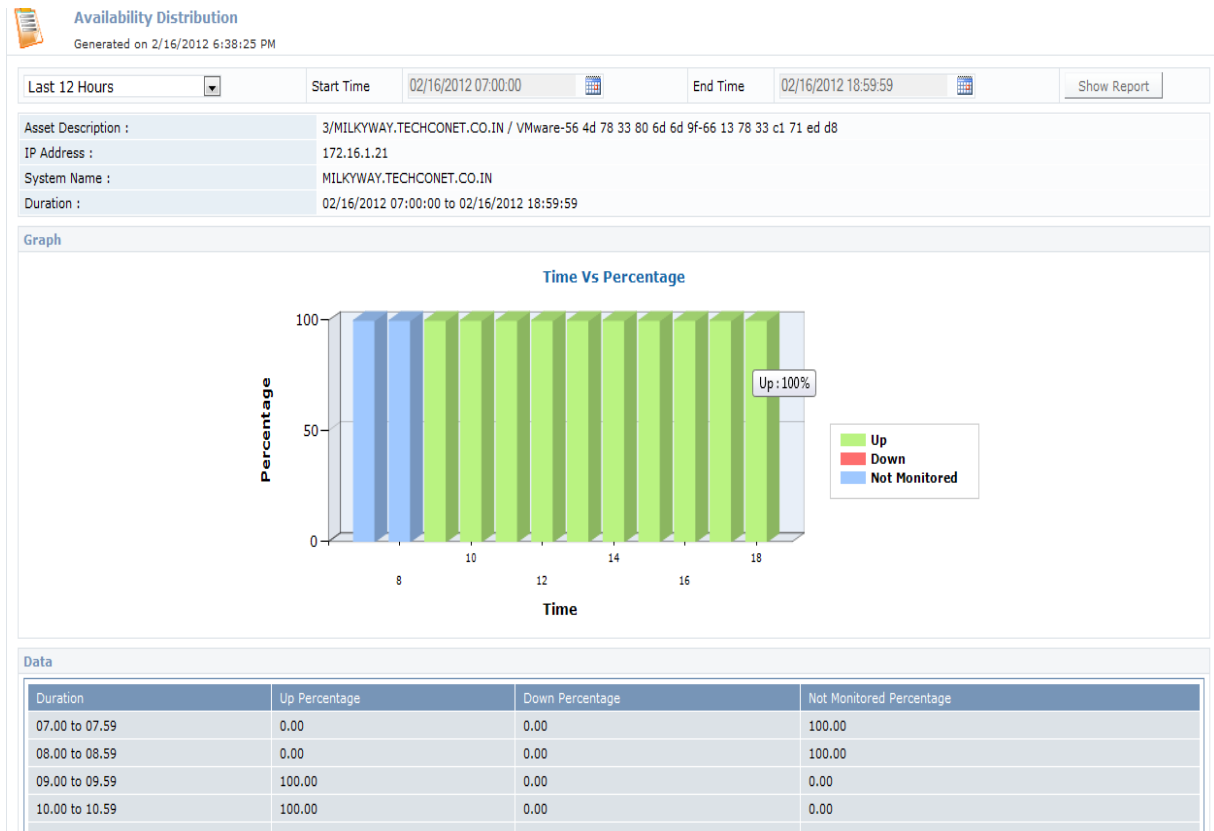 Availability Distribution
Generated on 2/16/2012 6:38:25 PM
Last 12 Hours Start Time 02/16/2012 07:00:00 End Time 02/16/2012 18:59:59 Show Report
Asset Description : 3/MILKYWAY.TECHCONET.CO.IN / VMware-56 4d 78 33 80 6d 6d 9f-66 13 78 33 c1 71 ed d8
IP Address : 172.16.1.21
System Name : MILKYWAY.TECHCONET.CO.IN
Duration : 02/16/2012 07:00:00 to 02/16/2012 18:59:59
Graph
Time Vs Percentage
100
50
0
Percentage
Up : 100%
Up
Down
Not Monitored
10 14 18
8 12 16
Time
Data
Duration Up Percentage Down Percentage Not Monitored Percentage
07.00 to 07.59 0.00 0.00 100.00
08.00 to 08.59 0.00 0.00 100.00
09.00 to 09.59 100.00 0.00 0.00
10.00 to 10.59 100.00 0.00 0.00